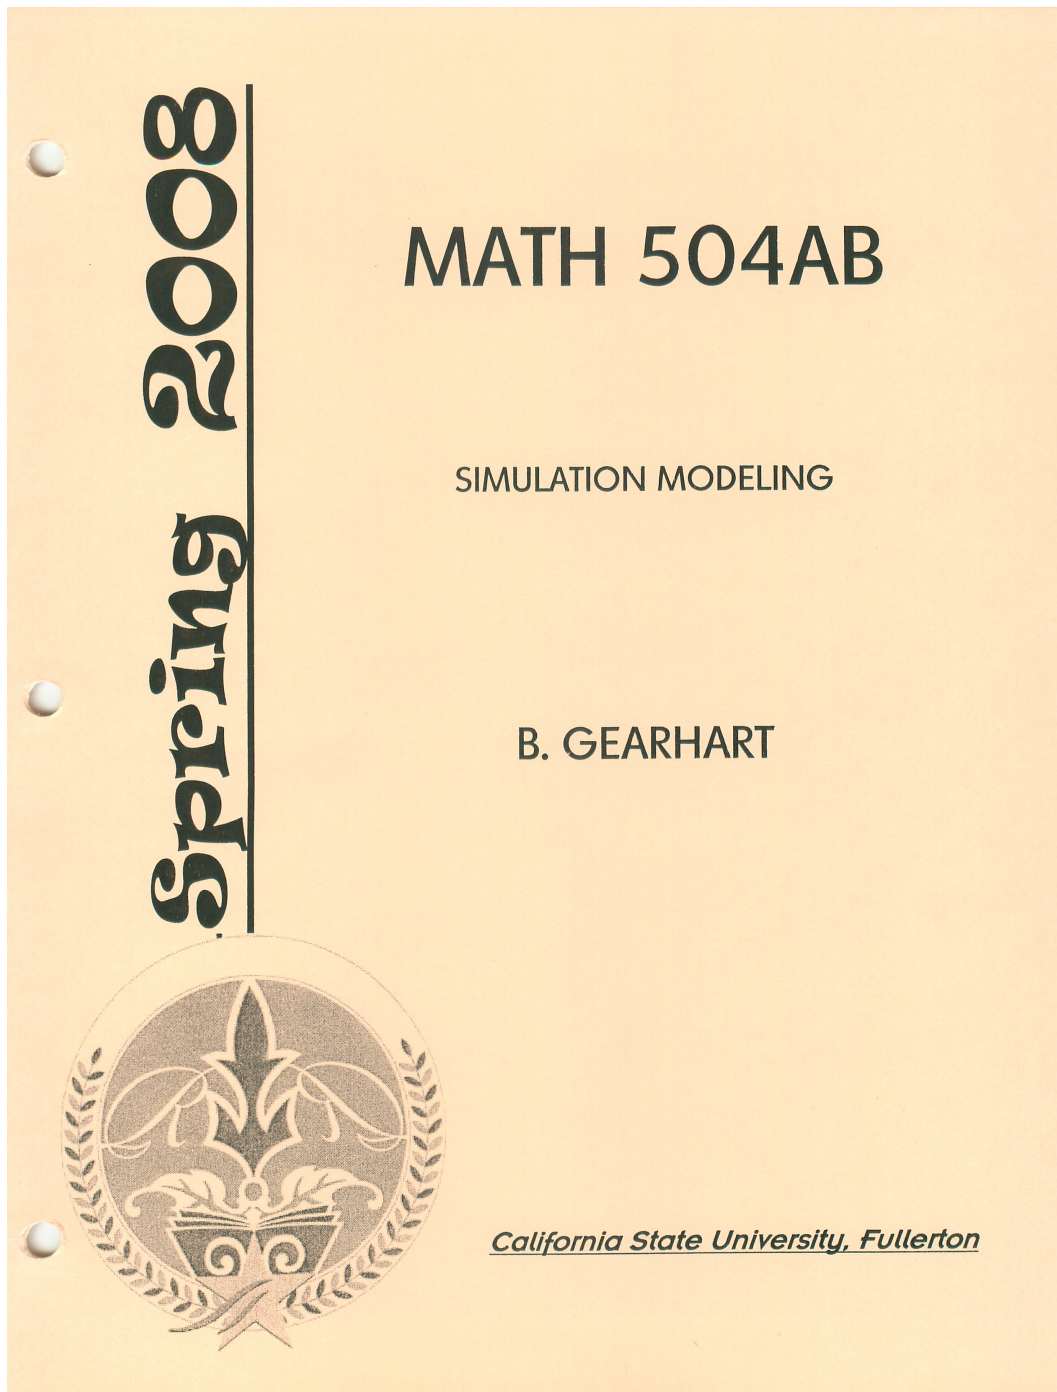 Spring 2008
MATH 504AB
SIMULATION MODELING
B. GEARHART
California State University, Fullerton